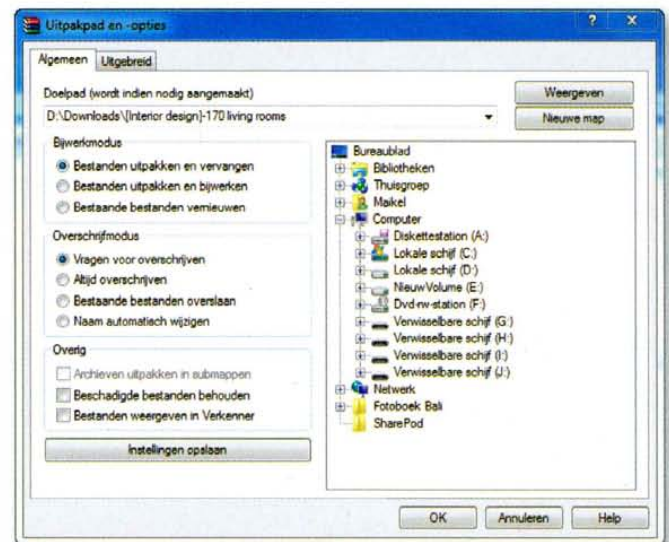 Uitpakpad en -opties
Algemeen
Uitgebreid
Doelpad (wordt indien nodig aangemaakt)
D:\Downloads\[Interior design]-170 living rooms
Weergeven
Nieuwe map
Bijwerkmodus
Bestanden uitpakken en vervangen
Bestanden uitpakken en bijwerken
Bestaande bestanden vernieuwen
Overschrijfmodus
Vragen voor overschrijven
Altijd overschrijven
Bestaande bestanden overslaan
Naam automatisch wijzigen
Overig
Archieven uitpakken in submappen
Beschadigde bestanden behouden
Bestanden weergeven in Verkenner
Instellingen opslaan
Bureaublad
Bibliotheken
Thuisgroep
Maikel
Computer
Diskettestation (A:)
Lokale schijf (C:)
Lokale schijf (D:)
NieuwVolume (E:)
Dvd-rw-station (F:)
Verwisselbare schijf (G:)
Verwisselbare schijf (H:)
Verwisselbare schijf (I:)
Verwisselbare schijf (J:)
Netwerk
Fotoboek Bali
SharePod
OK
Annuleren
Help